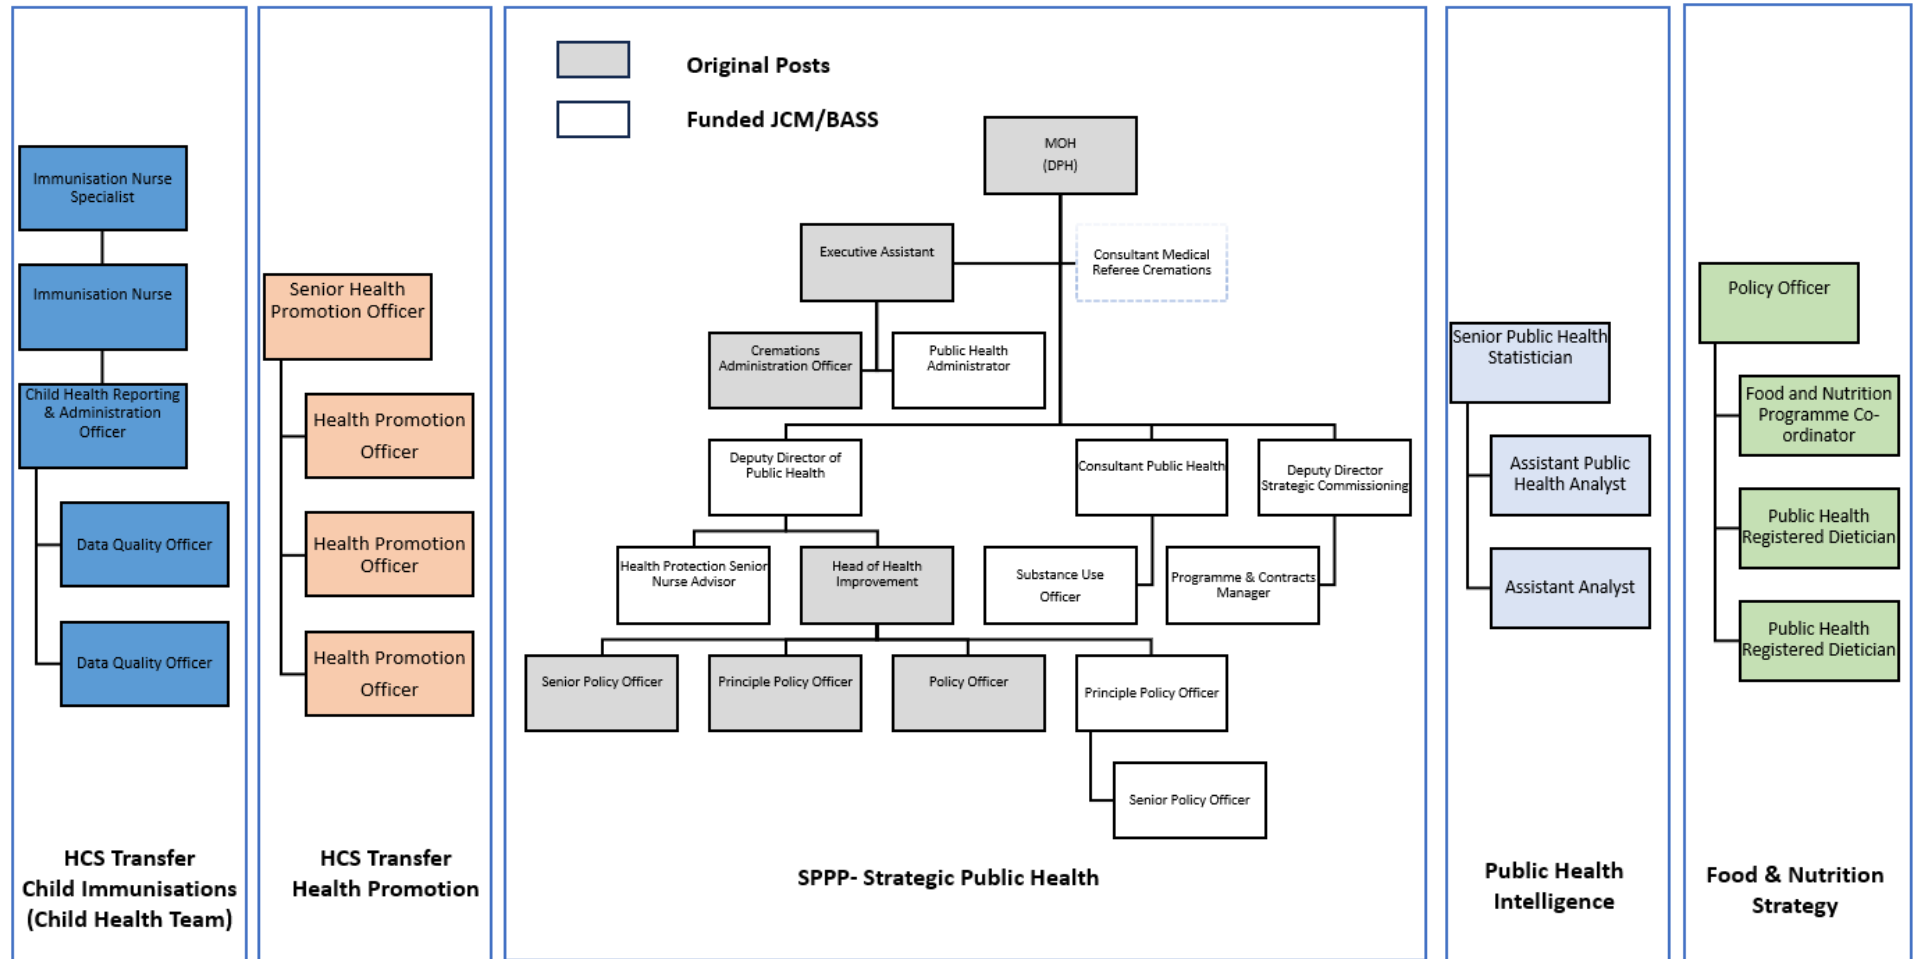 Immunisation Nurse
Specialist
Immunisation Nurse
Child Health Reporting
& Administration
Officer
Data Quality Officer
Data Quality Officer
HCS Transfer
Child Immunisations
(Child Health Team)
Senior Health
Promotion Officer
Health Promotion
Officer
Health Promotion
Officer
Health Promotion
Officer
HCS Transfer
Health Promotion
Original Posts
Funded JCM/BASS
MOH
(DPH)
Executive Assistant
Consultant Medical
Referee Cremations
Cremations
Administration Officer
Public Health
Administrator
Deputy Director of
Public Health
Consultant Public Health
Deputy Director
Strategic Commissioning
Health Protection Senior
Nurse Advisor
Head of Health
Improvement
Substance Use
Officer
Programme & Contracts
Manager
Senior Policy Officer
Principle Policy Officer
Policy Officer
Principle Policy Officer
Senior Policy Officer
SPPP- Strategic Public Health
Senior Public Health
Statistician
Assistant Public
Health Analyst
Assistant Analyst
Public Health
Intelligence
Policy Officer
Food and Nutrition
Programme Co-
ordinator
Public Health
Registered Dietician
Public Health
Registered Dietician
Food & Nutrition
Strategy